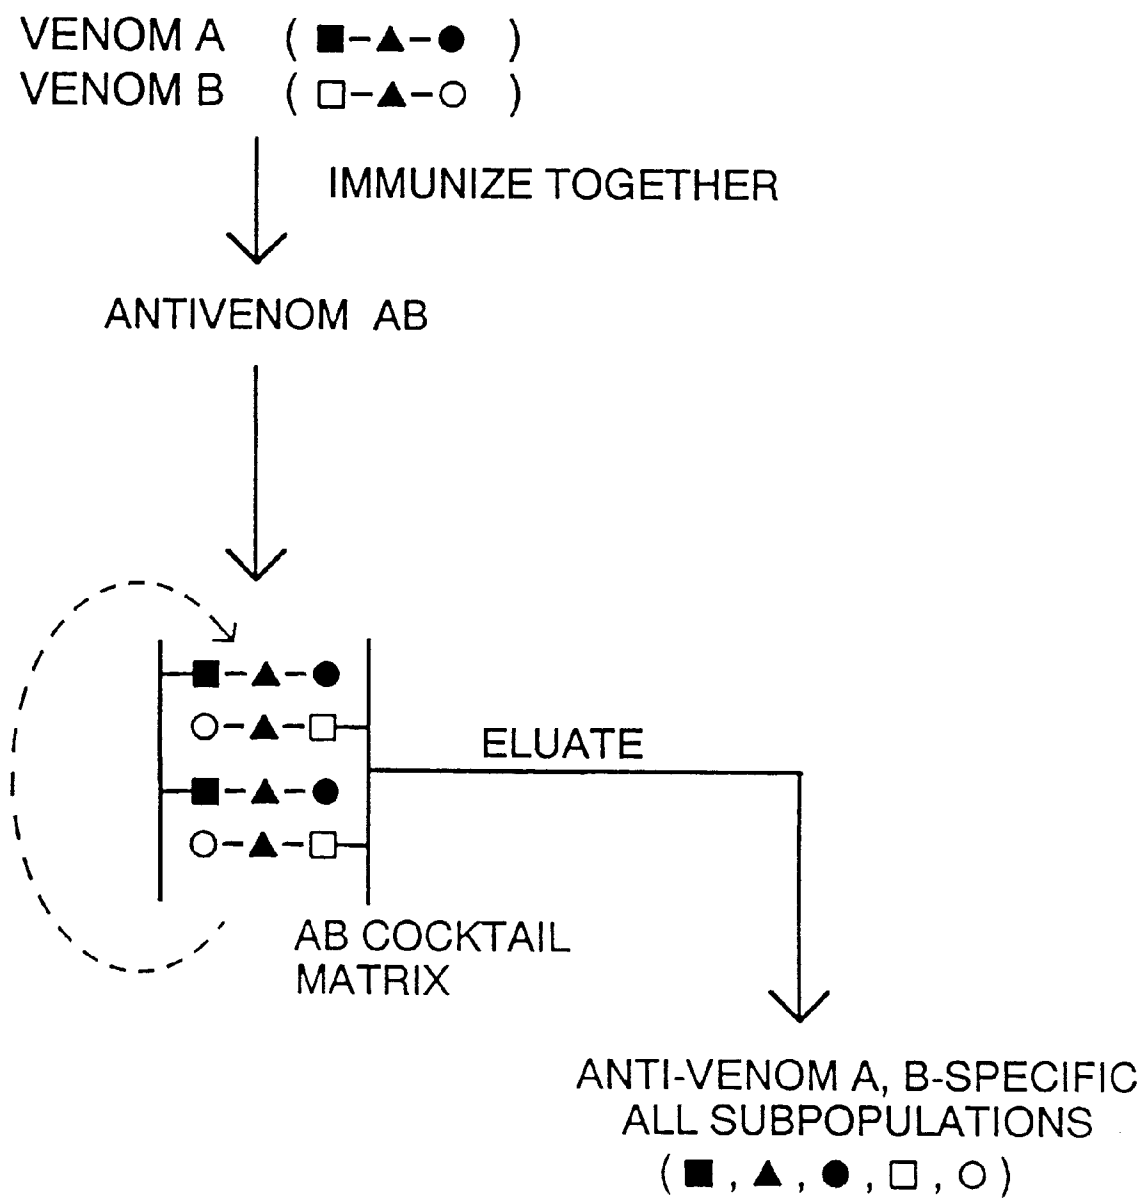 VENOM A ( ■-▲-● )
VENOM B ( □-▲-○ )
IMMUNIZE TOGETHER
ANTIVENOM AB
ELUATE
AB COCKTAIL
MATRIX
ANTI-VENOM A, B-SPECIFIC
ALL SUBPOPULATIONS
( ■ , ▲ , ● , □ , ○ )